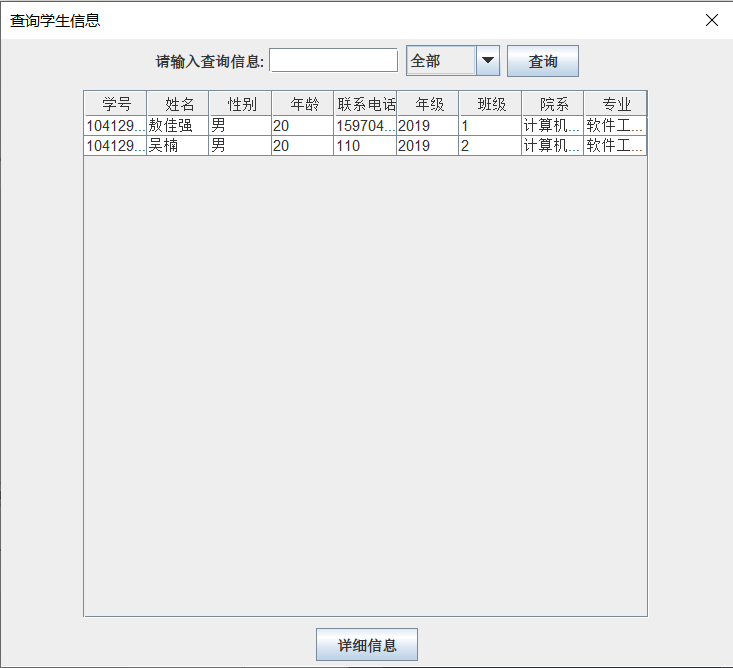 查询学生信息
请输入查询信息: 全部 查询
学号 姓名 性别 年龄 联系电话 年级 班级 院系 专业
104129... 敖佳强 男 20 159704... 2019 1 计算机... 软件工...
104129... 吴楠 男 20 110 2019 2 计算机... 软件工...
详细信息